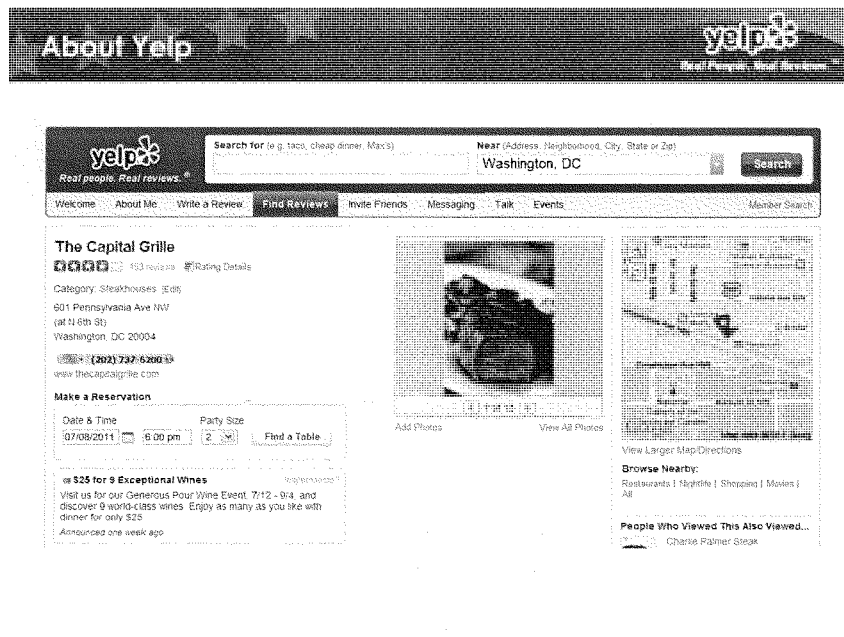 About Yelp
yelp
Real People. Real Reviews.™
yelp
Real people. Real reviews. ®
Search for (e.g. taco, cheap dinner, Max's)
Near (Address, Neighborhood, City, State or Zip)
Washington, DC
Search
Welcome About Me Write a Review Find Reviews Invite Friends Messaging Talk Events Member Search
The Capital Grille
153 reviews Rating Details
Category: Steakhouses [Edit]
601 Pennsylvania Ave NW
(at N 6th St)
Washington, DC 20004
(202) 737-6200
www.thecapitalgrille.com
Make a Reservation
Date & Time Party Size
07/08/2011 6:00 pm 2 Find a Table
$25 for 9 Exceptional Wines
Visit us for our Generous Pour Wine Event, 7/12 - 9/4, and
discover 9 world-class wines. Enjoy as many as you like with
dinner for only $25
Announced one week ago
Add Photos View All Photos
View Larger Map/Directions
Browse Nearby:
Restaurants | Nightlife | Shopping | Movies |
All
People Who Viewed This Also Viewed...
Charlie Palmer Steak